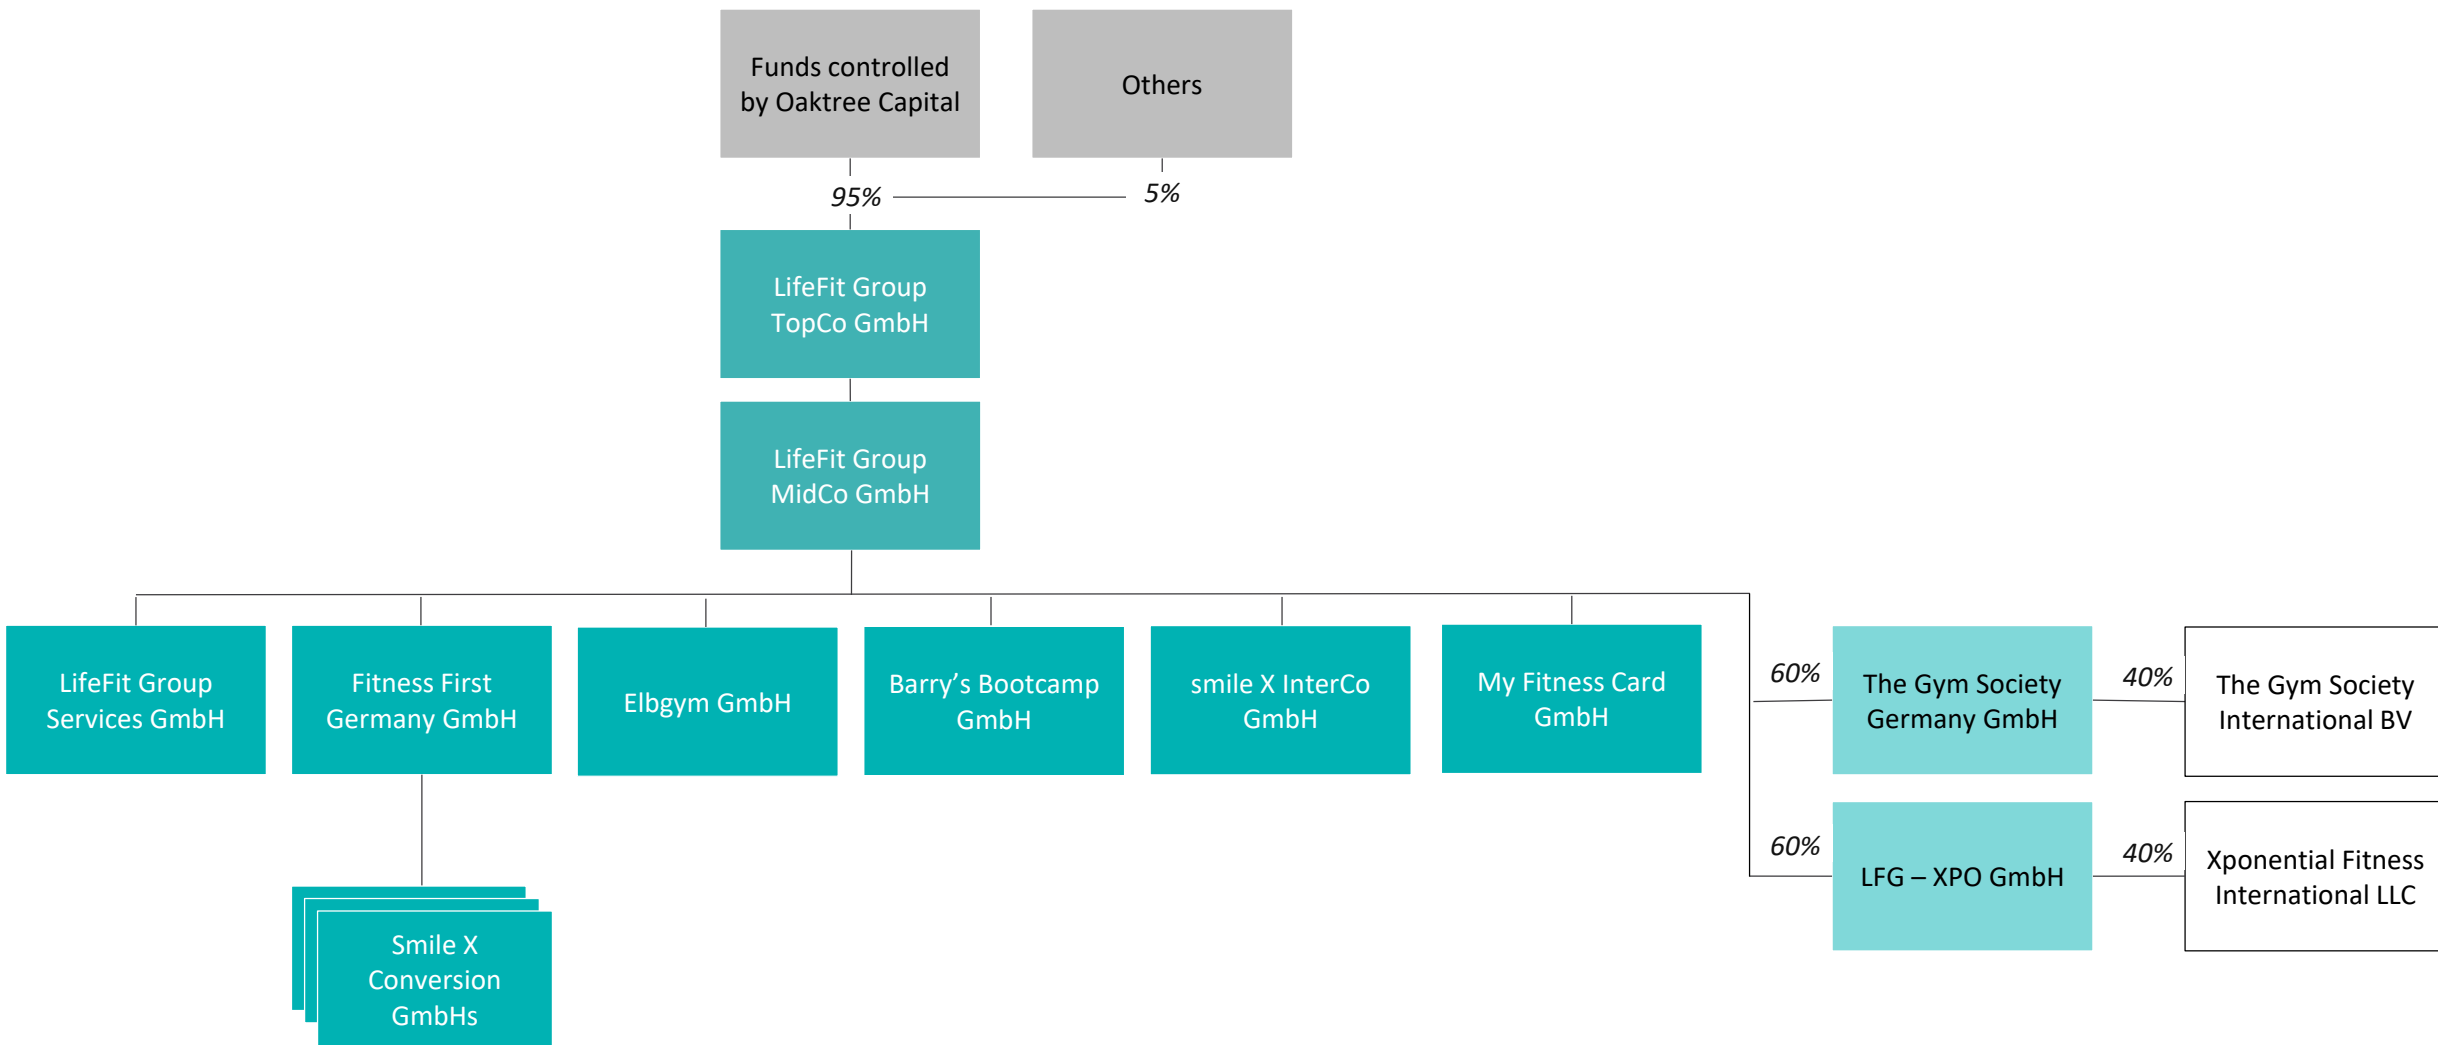 Funds controlled
by Oaktree Capital
Others
95%
5%
LifeFit Group
TopCo GmbH
LifeFit Group
MidCo GmbH
LifeFit Group
Services GmbH
Fitness First
Germany GmbH
Elbgym GmbH
Barry’s Bootcamp
GmbH
smile X InterCo
GmbH
My Fitness Card
GmbH
60%
The Gym Society
Germany GmbH
40%
The Gym Society
International BV
60%
LFG – XPO GmbH
40%
Xponential Fitness
International LLC
Smile X
Conversion
GmbHs